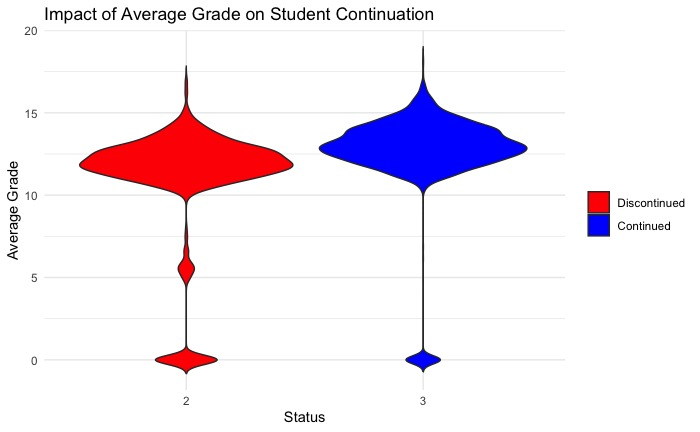 Impact of Average Grade on Student Continuation
20
15
10
5
0
Average Grade
2
3
Status
Discontinued
Continued